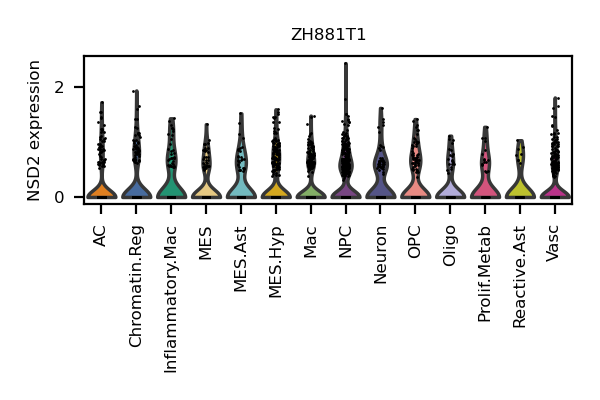 ZH881T1
NSD2 expression
2
0
AC
Chromatin.Reg
Inflammatory.Mac
MES
MES.Ast
MES.Hyp
Mac
NPC
Neuron
OPC
Oligo
Prolif.Metab
Reactive.Ast
Vasc